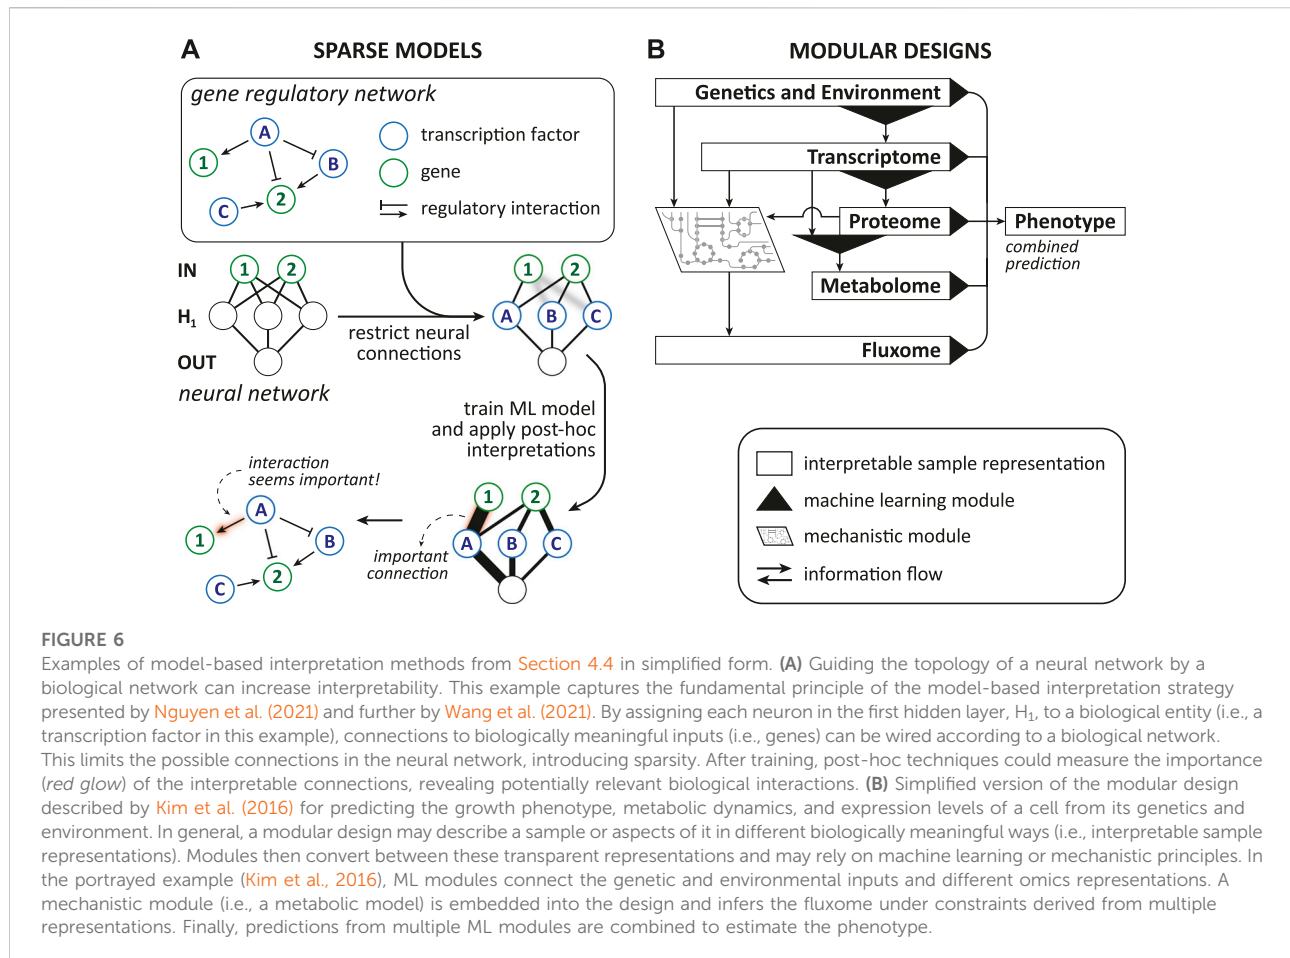 A
SPARSE MODELS
gene regulatory network
A
1
B
2
C
transcription factor
gene
regulatory interaction
IN
1
2
H1
OUT
neural network
restrict neural
connections
1
2
A
B
C
train ML model
and apply post-hoc
interpretations
interaction
seems important!
A
1
B
2
C
important
connection
1
2
A
B
C
B
MODULAR DESIGNS
Genetics and Environment
Transcriptome
Proteome
Phenotype
combined
prediction
Metabolome
Fluxome
interpretable sample representation
machine learning module
mechanistic module
information flow
FIGURE 6
Examples of model-based interpretation methods from Section 4.4 in simplified form. (A) Guiding the topology of a neural network by a
biological network can increase interpretability. This example captures the fundamental principle of the model-based interpretation strategy
presented by Nguyen et al. (2021) and further by Wang et al. (2021). By assigning each neuron in the first hidden layer, H1, to a biological entity (i.e., a
transcription factor in this example), connections to biologically meaningful inputs (i.e., genes) can be wired according to a biological network.
This limits the possible connections in the neural network, introducing sparsity. After training, post-hoc techniques could measure the importance
(red glow) of the interpretable connections, revealing potentially relevant biological interactions. (B) Simplified version of the modular design
described by Kim et al. (2016) for predicting the growth phenotype, metabolic dynamics, and expression levels of a cell from its genetics and
environment. In general, a modular design may describe a sample or aspects of it in different biologically meaningful ways (i.e., interpretable sample
representations). Modules then convert between these transparent representations and may rely on machine learning or mechanistic principles. In
the portrayed example (Kim et al., 2016), ML modules connect the genetic and environmental inputs and different omics representations. A
mechanistic module (i.e., a metabolic model) is embedded into the design and infers the fluxome under constraints derived from multiple
representations. Finally, predictions from multiple ML modules are combined to estimate the phenotype.